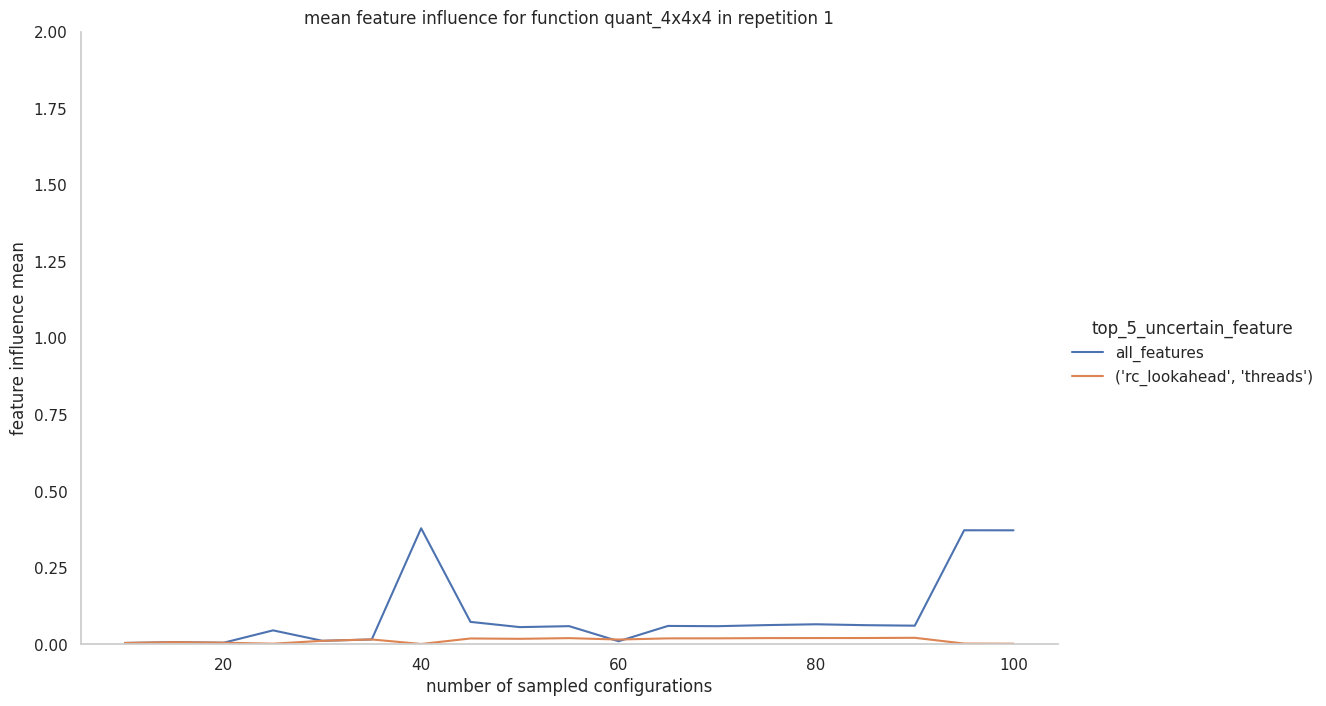 mean feature influence for function quant_4x4x4 in repetition 1
2.00
1.75
1.50
1.25
1.00
0.75
0.50
0.25
0.00
feature influence mean
20
40
60
80
100
number of sampled configurations
top_5_uncertain_feature
all_features
('rc_lookahead', 'threads')